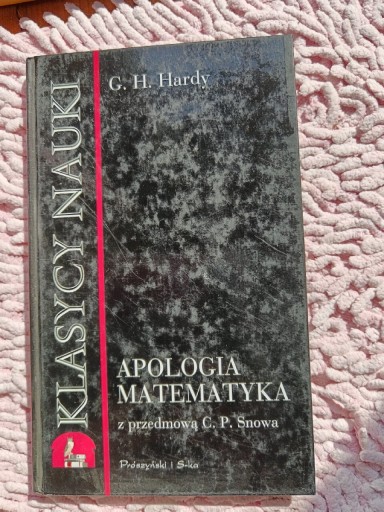 KLASYCY NAUKI
G. H. Hardy
APOLOGIA
MATEMATYKA
z przedmową C. P. Snowa
Prószyński i S-ka